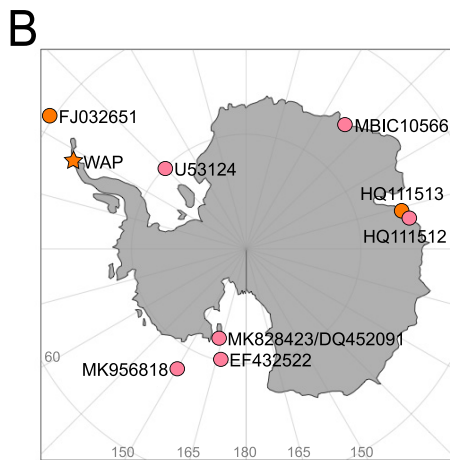 B
FJ032651
MBIC10566
WAP
U53124
HQ111513
HQ111512
MK828423/DQ452091
EF432522
60
MK956818
150 165 180 165 150